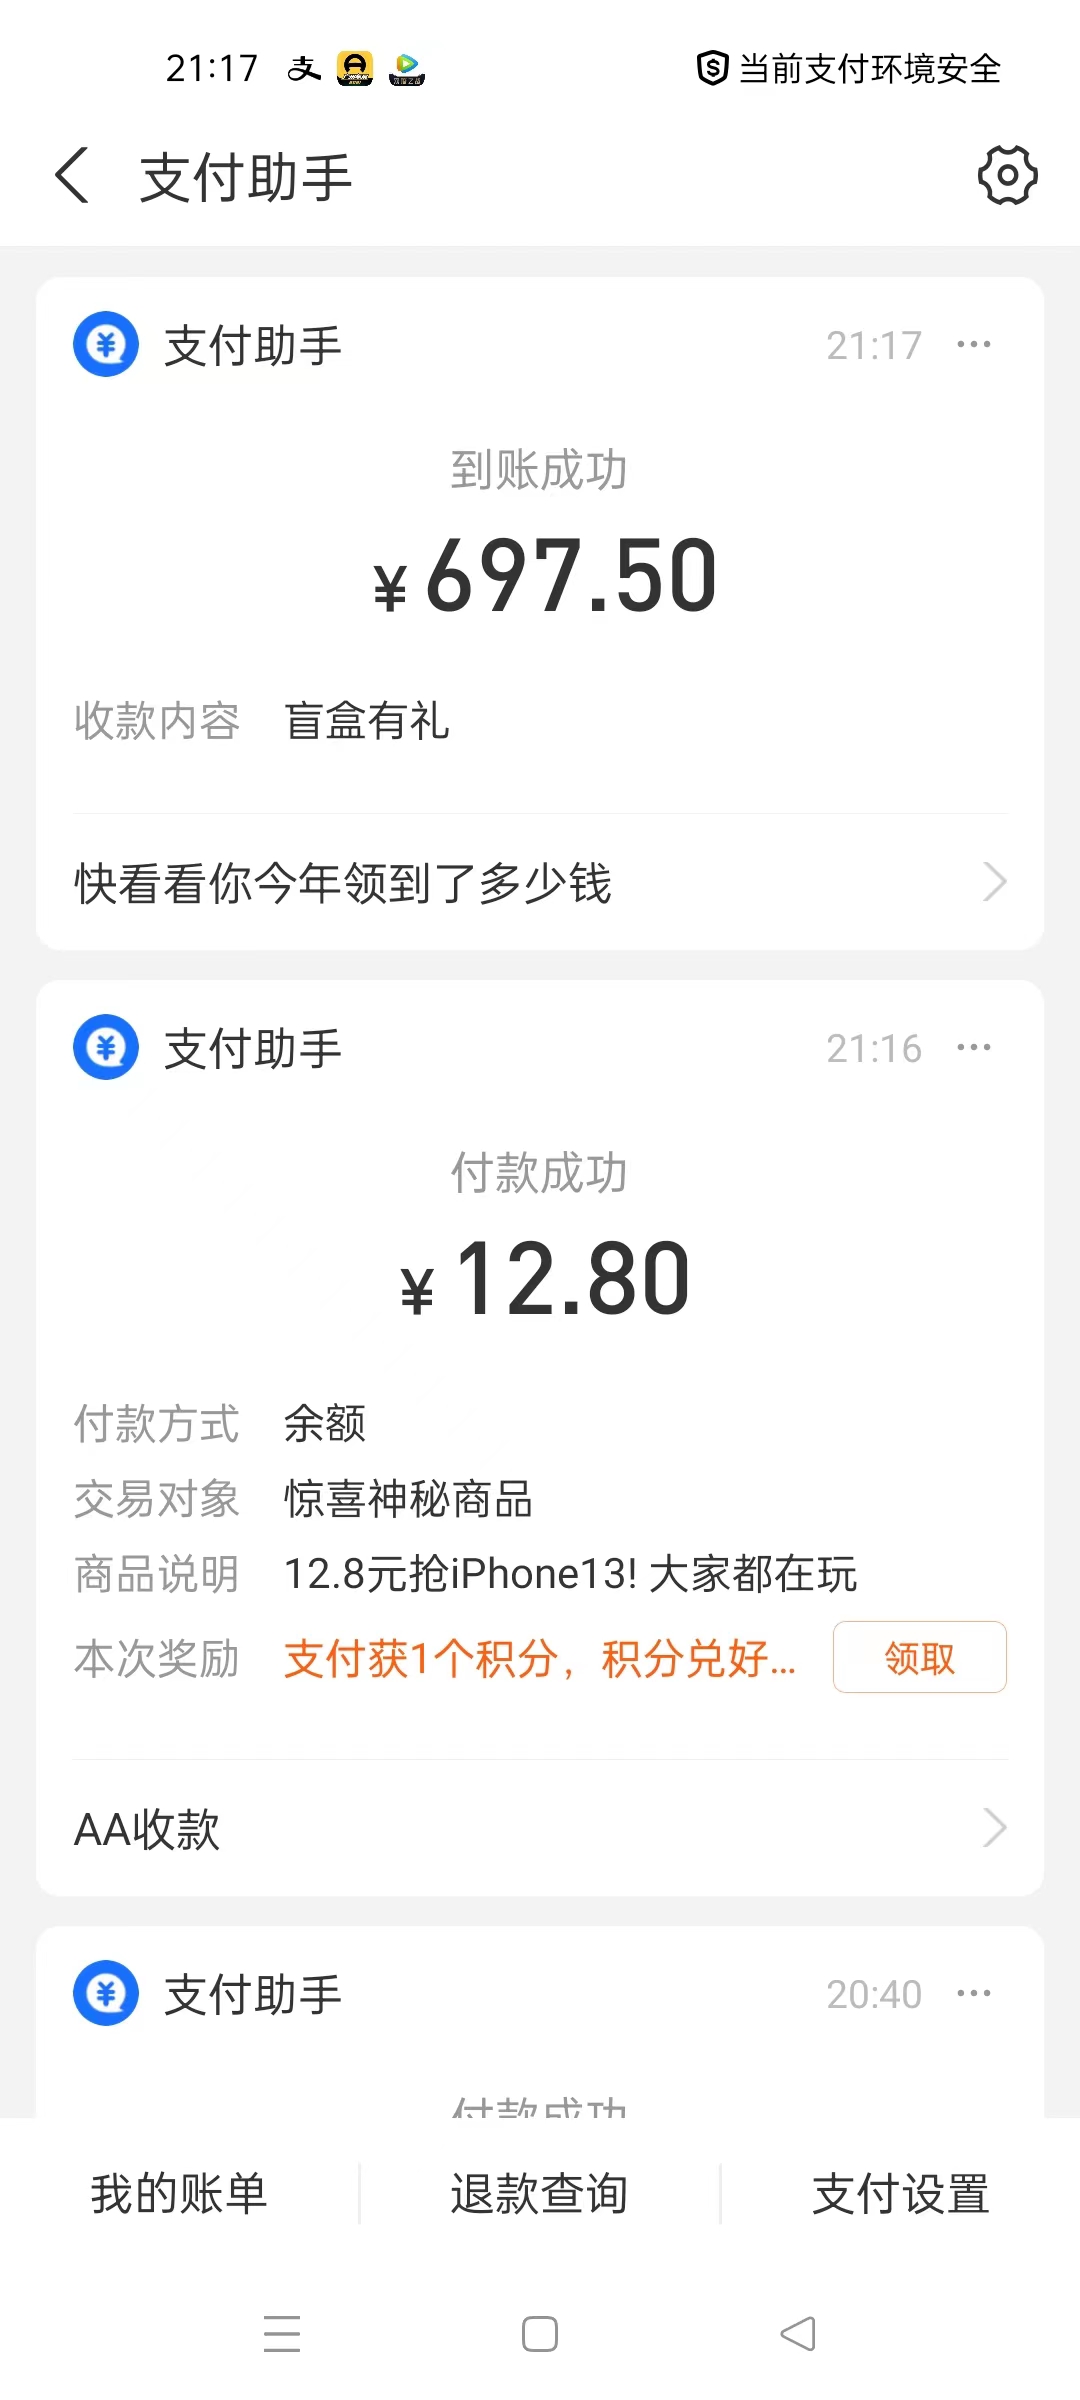 21:17
当前支付环境安全
支付助手
支付助手 21:17
到账成功
¥697.50
收款内容 盲盒有礼
快看看你今年领到了多少钱
支付助手 21:16
付款成功
¥12.80
付款方式 余额
交易对象 惊喜神秘商品
商品说明 12.8元抢iPhone13! 大家都在玩
本次奖励 支付获1个积分，积分兑好... 领取
AA收款
支付助手 20:40
付款成功
我的账单 退款查询 支付设置